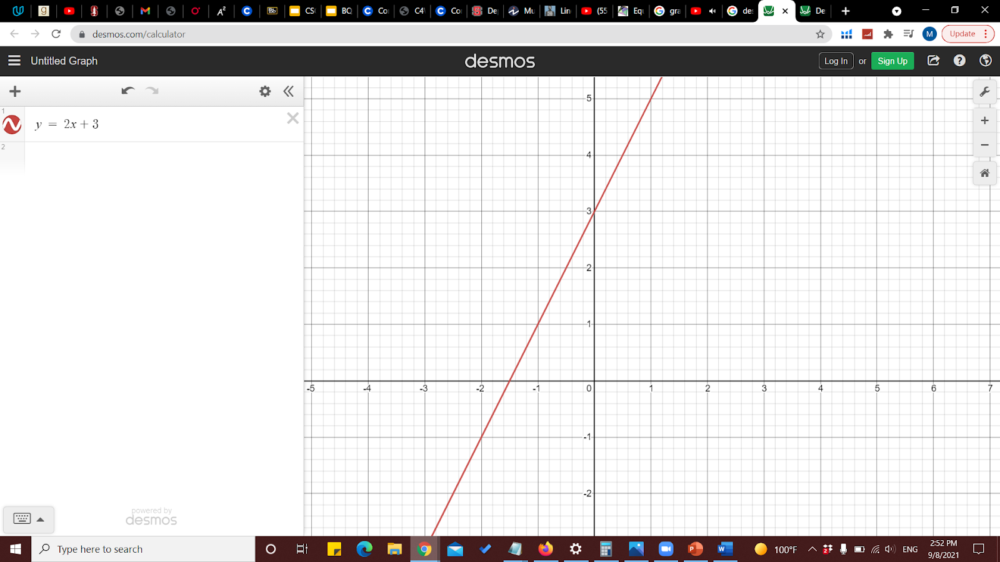 g A² C Bb CS BQ C Co C4 C Co De Mu Lin (55 Eq G gra G de De
desmos.com/calculator
M Update
Untitled Graph
desmos
Log In or Sign Up
1
y = 2x + 3
2
5
4
3
2
1
-5 -4 -3 -2 -1 0 1 2 3 4 5 6 7
-1
-2
powered by
desmos
Type here to search
100°F
ENG
2:52 PM
9/8/2021